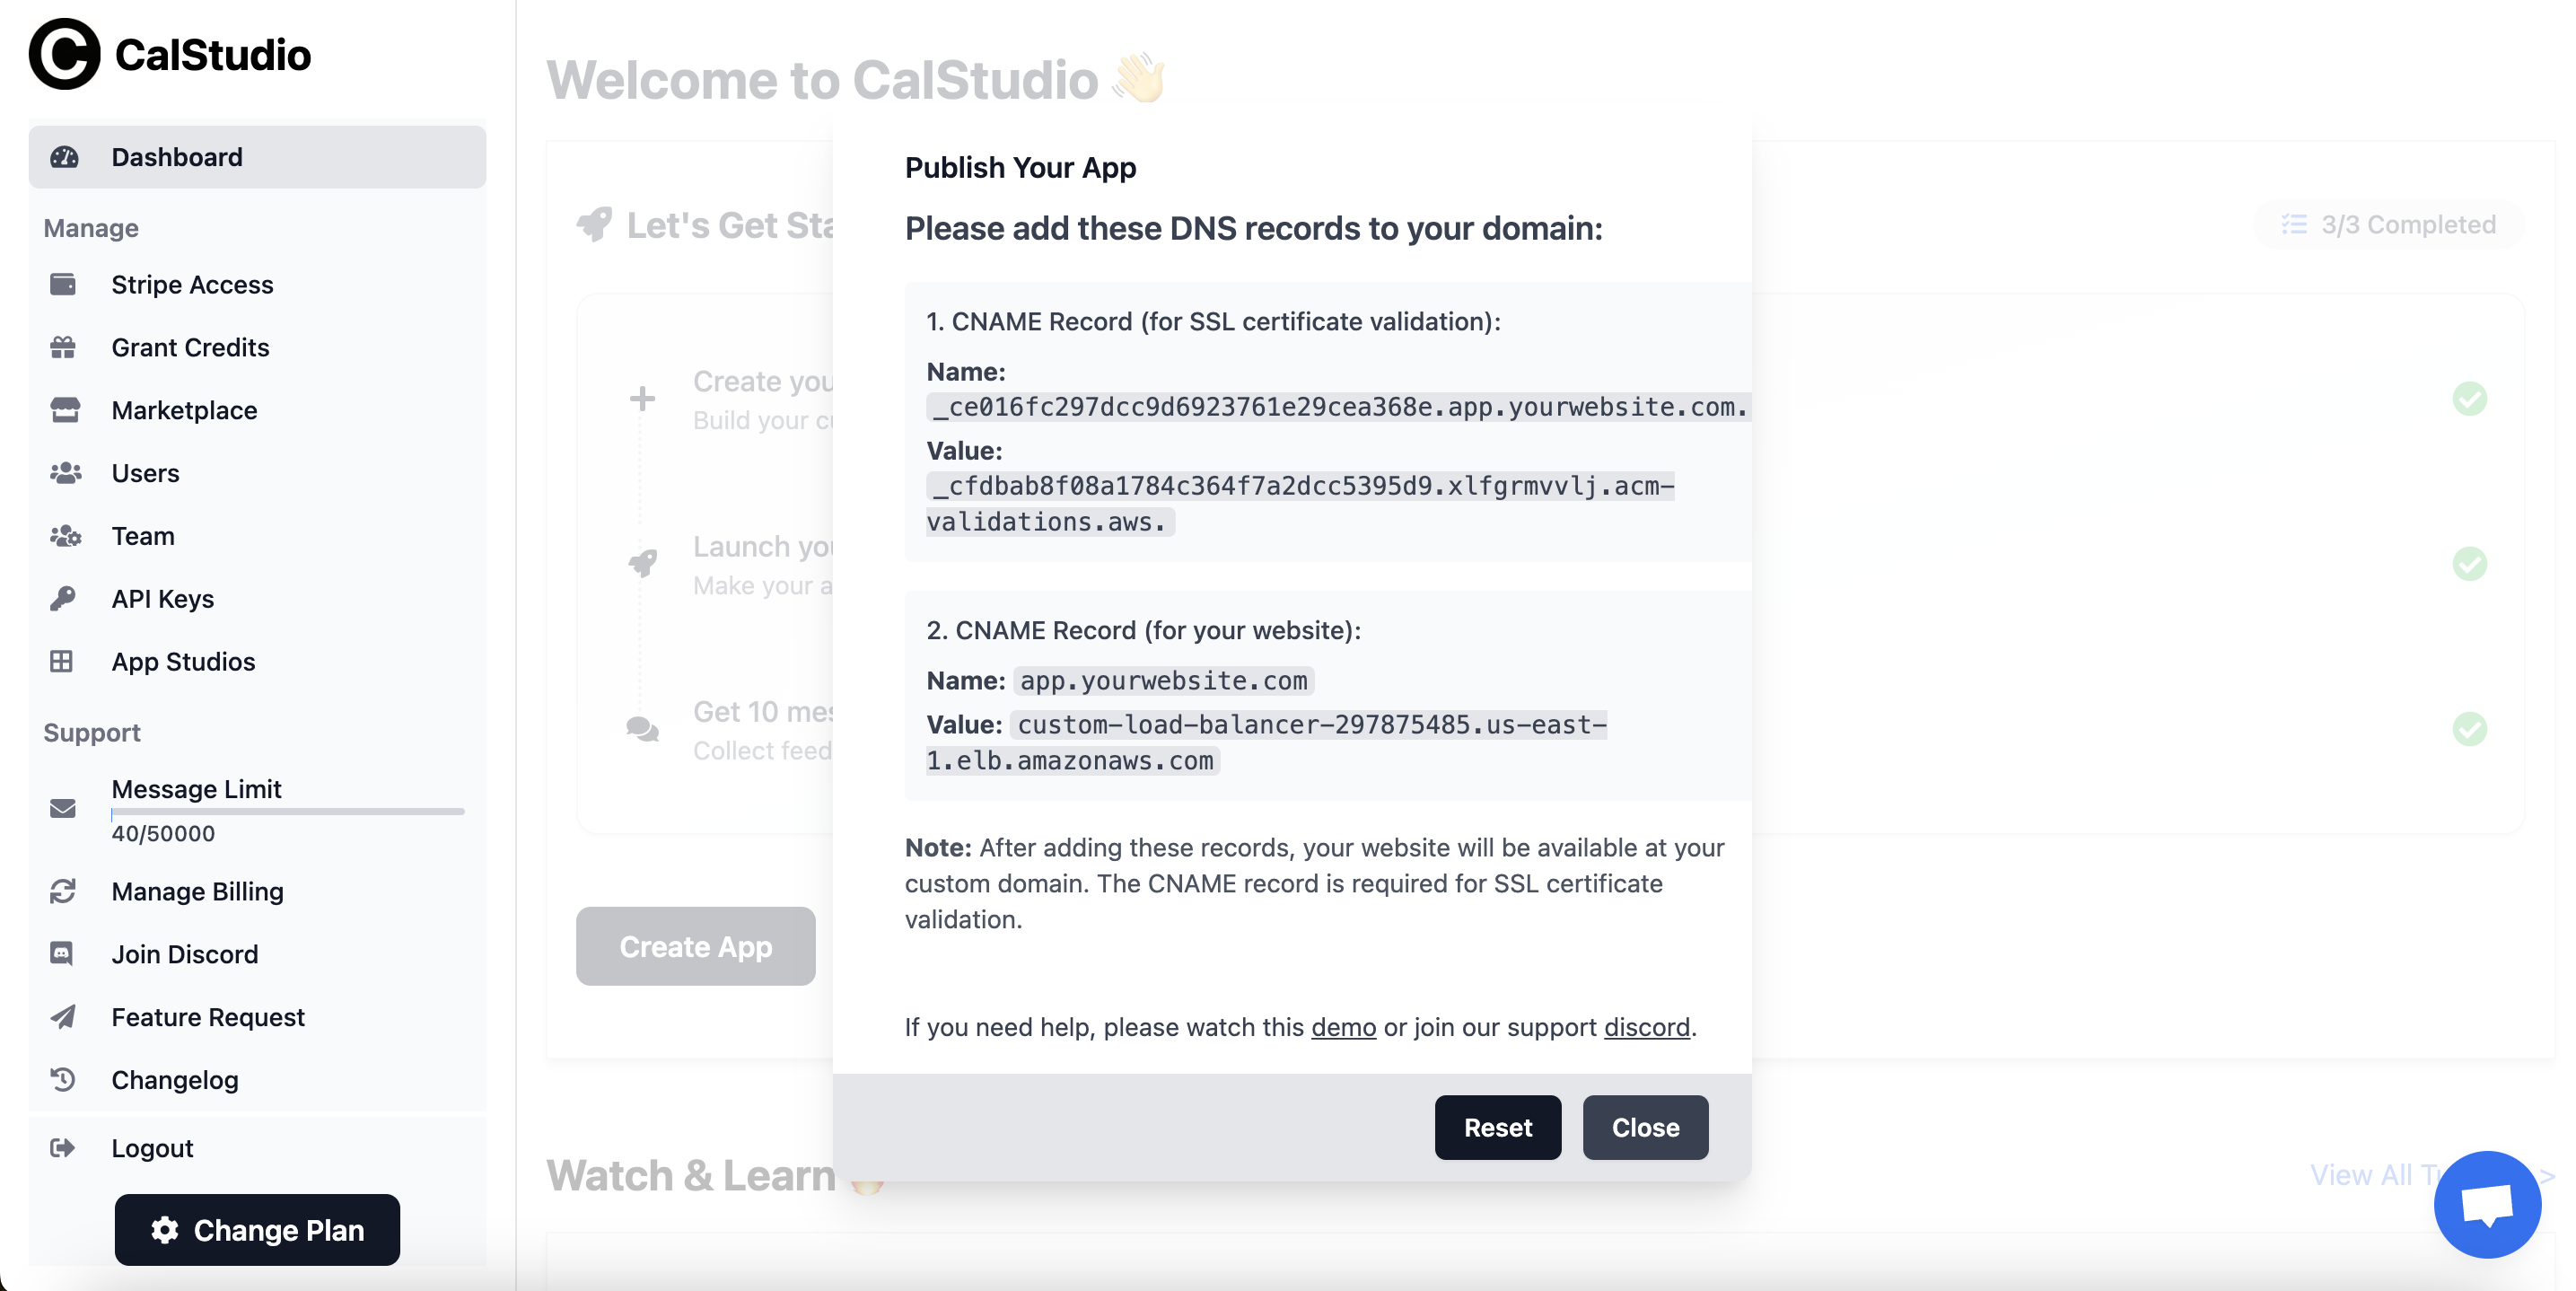 CalStudio
Dashboard
Manage
Stripe Access
Grant Credits
Marketplace
Users
Team
API Keys
App Studios
Support
Message Limit
40/50000
Manage Billing
Join Discord
Feature Request
Changelog
Logout
Change Plan
Welcome to CalStudio 👋
Let's Get Sta
3/3 Completed
Create you
Build your cu
Launch you
Make your a
Get 10 mes
Collect feed
Create App
Publish Your App
Please add these DNS records to your domain:
1. CNAME Record (for SSL certificate validation):
Name:
_ce016fc297dcc9d6923761e29cea368e.app.yourwebsite.com.
Value:
_cfdbab8f08a1784c364f7a2dcc5395d9.xlfgrmvvlj.acm-
validations.aws.
2. CNAME Record (for your website):
Name: app.yourwebsite.com
Value: custom-load-balancer-297875485.us-east-
1.elb.amazonaws.com
Note: After adding these records, your website will be available at your
custom domain. The CNAME record is required for SSL certificate
validation.
If you need help, please watch this demo or join our support discord.
Reset
Close
Watch & Learn
View All Tu >